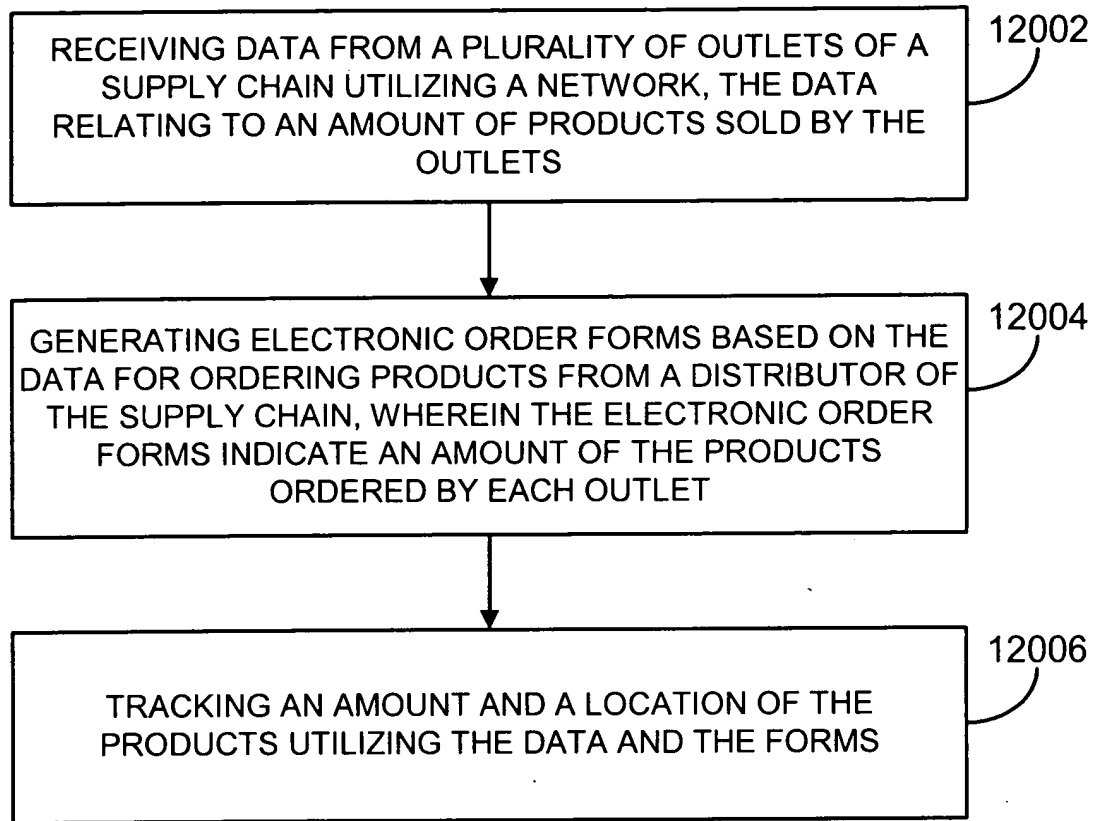 RECEIVING DATA FROM A PLURALITY OF OUTLETS OF A
SUPPLY CHAIN UTILIZING A NETWORK, THE DATA
RELATING TO AN AMOUNT OF PRODUCTS SOLD BY THE
OUTLETS
12002
GENERATING ELECTRONIC ORDER FORMS BASED ON THE
DATA FOR ORDERING PRODUCTS FROM A DISTRIBUTOR OF
THE SUPPLY CHAIN, WHEREIN THE ELECTRONIC ORDER
FORMS INDICATE AN AMOUNT OF THE PRODUCTS
ORDERED BY EACH OUTLET
12004
TRACKING AN AMOUNT AND A LOCATION OF THE
PRODUCTS UTILIZING THE DATA AND THE FORMS
12006